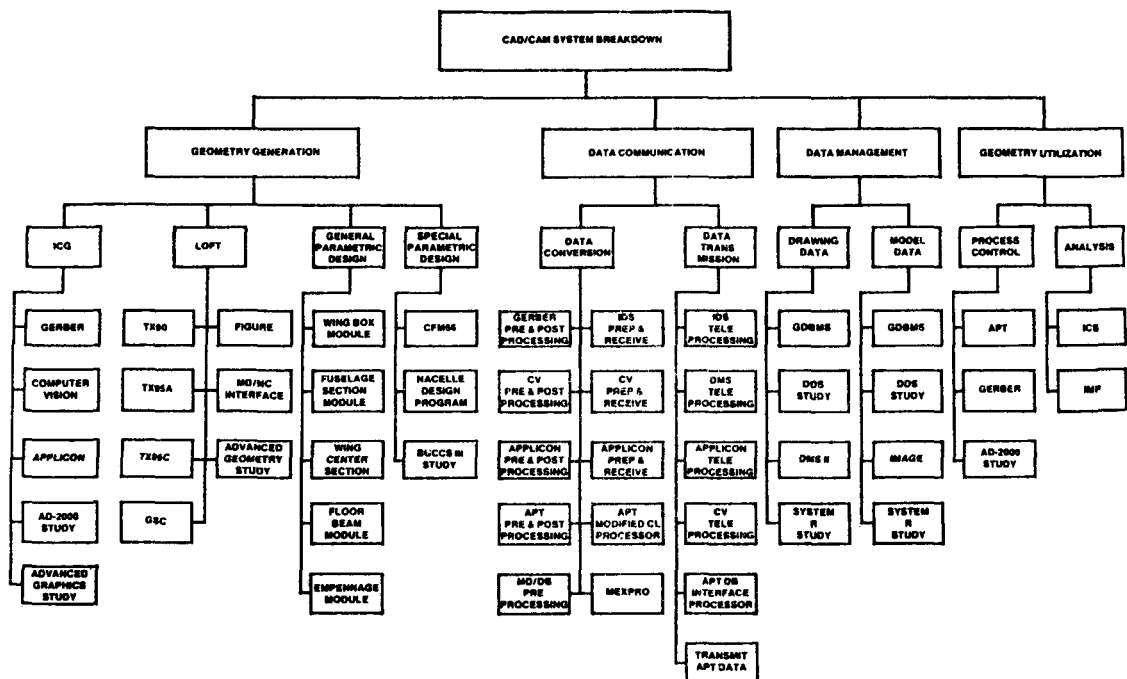 CAD/CAM SYSTEM BREAKDOWN
GEOMETRY GENERATION
DATA COMMUNICATION
DATA MANAGEMENT
GEOMETRY UTILIZATION
ICG
LOFT
GENERAL
PARAMETRIC
DESIGN
SPECIAL
PARAMETRIC
DESIGN
DATA
CONVERSION
DATA
TRANS
MISSION
DRAWING
DATA
MODEL
DATA
PROCESS
CONTROL
ANALYSIS
GERBER
COMPUTER
VISION
APPLICON
AD-2000
STUDY
ADVANCED
GRAPHICS
STUDY
TX90
TX95A
TX95C
GSC
FIGURE
MD/NC
INTERFACE
ADVANCED
GEOMETRY
STUDY
WING BOX
MODULE
FUSELAGE
SECTION
MODULE
WING
CENTER
SECTION
FLOOR
BEAM
MODULE
EMPENNAGE
MODULE
NACELLE
DESIGN
PROGRAM
STUDY
GERBER
PRE & POST
PROCESSING
CV
PRE & POST
PROCESSING
APPLICON
PRE & POST
PROCESSING
APT
PRE & POST
PROCESSING
MD/DB
PRE
PROCESSING
IDS
PREP &
RECEIVE
CV
PREP &
RECEIVE
APPLICON
PREP &
RECEIVE
APT
MODIFIED CL
PROCESSOR
MEXPRO
IDS
TELE
PROCESSING
DMS
TELE
PROCESSING
APPLICON
TELE
PROCESSING
CV
TELE
PROCESSING
APT DB
INTERFACE
PROCESSOR
TRANSMIT
APT DATA
GDBMS
DDS
STUDY
DMS II
SYSTEM
R
STUDY
GDBMS
DDS
STUDY
IMAGE
SYSTEM
R
STUDY
APT
GERBER
AD-2000
STUDY
ICE
IMP